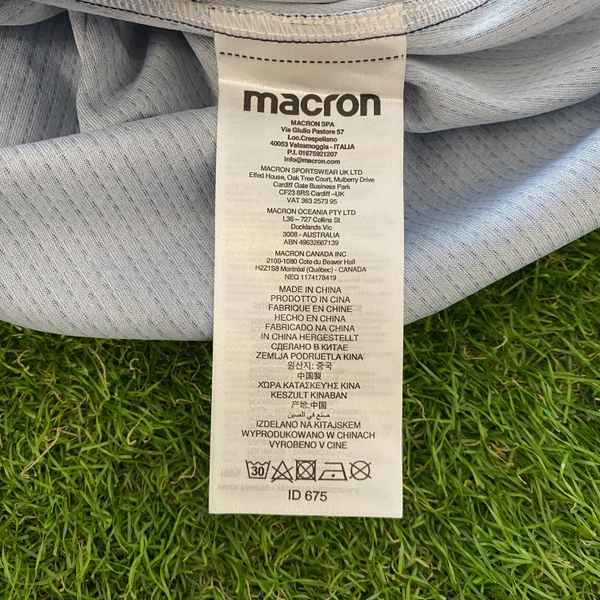 macron
MACRON SPA
Via Giulio Pastore 57
Loc.Crespellano
40053 Valsamoggia - ITALIA
P.I. 01675921207
info@macron.com
MACRON SPORTSWEAR UK LTD
Elfed House, Oak Tree Court, Mulberry Drive
Cardiff Gate Business Park
CF23 8RS Cardiff –UK
VAT 363 2573 95
MACRON OCEANIA PTY LTD
L36 – 727 Collins St
Docklands Vic
3008 - AUSTRALIA
ABN 49632667139
MACRON CANADA INC
2100-1080 Cote du Beaver Hall
H2Z1S8 Montréal (Québec) - CANADA
NEQ 1174178419
MADE IN CHINA
PRODOTTO IN CINA
FABRIQUE EN CHINE
HECHO EN CHINA
FABRICADO NA CHINA
IN CHINA HERGESTELLT
СДЕЛАНО В КИТАЕ
ZEMLJA PODRIJETLA KINA
원산지: 중국
中国製
ΧΩΡΑ ΚΑΤΑΣΚΕΥΗΣ ΚΙΝΑ
KESZULT KINABAN
产地:中国
صنع في الصين
IZDELANO NA KITAJSKEM
WYPRODUKOWANO W CHINACH
VYROBENO V CINE
30
ID 675